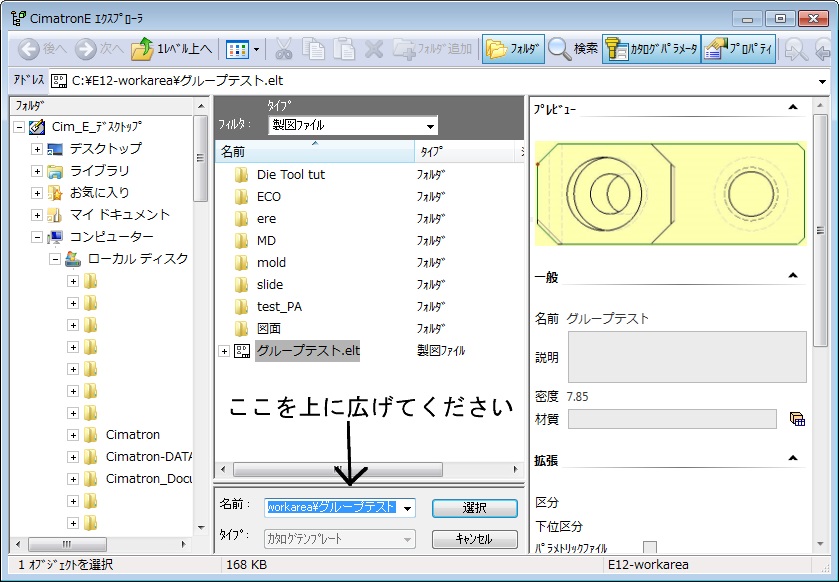 CimatronE ｴｸｽﾌﾟﾛｰﾗ
後へ 次へ 1ﾚﾍﾞﾙ上へ ﾌｫﾙﾀﾞ追加 ﾌｫﾙﾀﾞ 検索 ｶﾀﾛｸﾞﾊﾟﾗﾒｰﾀ ﾌﾟﾛﾊﾟﾃｨ
ｱﾄﾞﾚｽ C:¥E12-workarea¥グループテスト.elt
ﾌｫﾙﾀﾞ
Cim_E_ﾃﾞｽｸﾄｯﾌﾟ
デスクトップ
ライブラリ
お気に入り
マイ ドキュメント
コンピューター
ローカル ディスク
Cimatron
Cimatron-DATA
Cimatron_Docu
ﾀｲﾌﾟ
ﾌｨﾙﾀ: 製図ﾌｧｲﾙ
名前 ﾀｲﾌﾟ
Die Tool tut ﾌｫﾙﾀﾞ
ECO ﾌｫﾙﾀﾞ
ere ﾌｫﾙﾀﾞ
MD ﾌｫﾙﾀﾞ
mold ﾌｫﾙﾀﾞ
slide ﾌｫﾙﾀﾞ
test_PA ﾌｫﾙﾀﾞ
図面 ﾌｫﾙﾀﾞ
グループテスト.elt 製図ﾌｧｲﾙ
ここを上に広げてください
名前: workarea¥グループテスト 選択
ﾀｲﾌﾟ: ｶﾀﾛｸﾞﾃﾝﾌﾟﾚｰﾄ ｷｬﾝｾﾙ
ﾌﾟﾚﾋﾞｭｰ
一般
名前 グループテスト
説明
密度 7.85
材質
拡張
区分
下位区分
ﾊﾟﾗﾒﾄﾘｯｸﾌｧｲﾙ
1 ｵﾌﾞｼﾞｪｸﾄを選択 168 KB E12-workarea